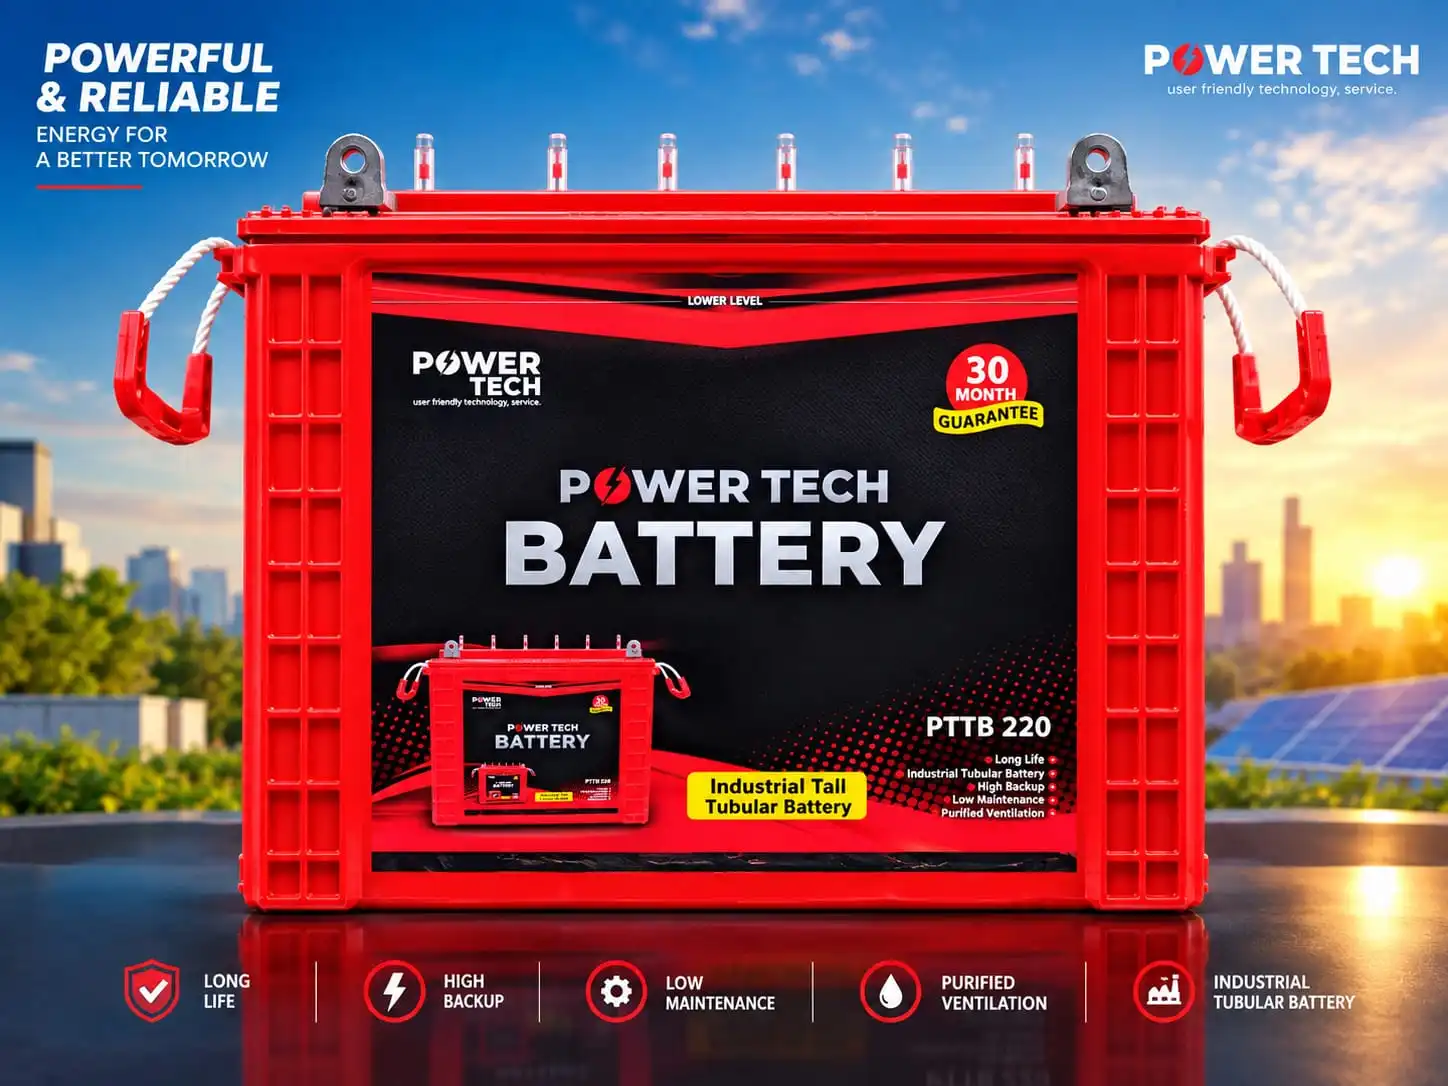 POWERFUL
& RELIABLE
ENERGY FOR
A BETTER TOMORROW
POWER TECH
user friendly technology, service.
LOWER LEVEL
POWER
TECH
user friendly technology, service.
30
MONTH
GUARANTEE
POWER TECH
BATTERY
POWER
TECH
30
POWER TECH
BATTERY
PTTB 220
PTTB 220
Long Life
Industrial Tubular Battery
High Backup
Low Maintenance
Purified Ventilation
Industrial Tall
Tubular Battery
LONG
LIFE
HIGH
BACKUP
LOW
MAINTENANCE
PURIFIED
VENTILATION
INDUSTRIAL
TUBULAR BATTERY